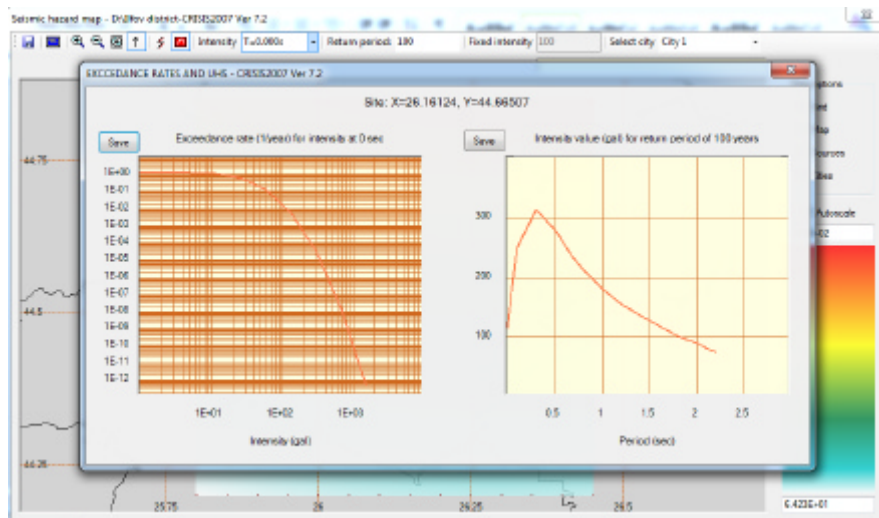 Seismic hazard map - D:\Ilfov district-CRISIS2007 Ver 7.2
Intensity T=0.000s Return period: 100 Fixed intensity 100 Select city City 1
EXCEEDANCE RATES AND UHS - CRISIS2007 Ver 7.2
Site: X=26.16124, Y=44.66507
Save Exceedance rate (1/year) for intensity at 0 sec
Save Intensity value (gal) for return period of 100 years
1E+00
1E-01
1E-02
1E-03
1E-04
1E-05
1E-06
1E-07
1E-08
1E-09
1E-10
1E-11
1E-12
1E+01 1E+02 1E+03
Intensity (gal)
300
200
100
0.5 1 1.5 2 2.5
Period (sec)
44.75
44.5
44.25
25.75 26 26.25 26.5
Autoscale
6.423E+01